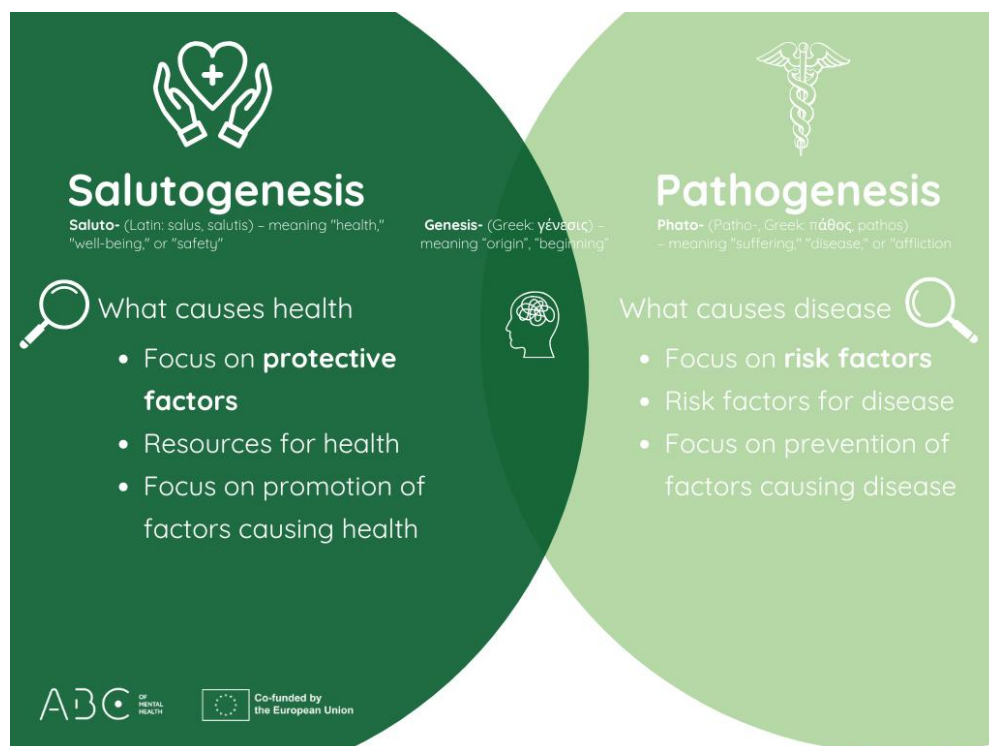 Salutogenesis
Saluto- (Latin: salus, salutis) – meaning "health,"
"well-being," or "safety"
Genesis- (Greek: γένεσις) –
meaning "origin", "beginning"
Pathogenesis
Phato- (Patho-, Greek: πάθος, pathos)
– meaning "suffering," "disease," or "affliction
What causes health
• Focus on protective
factors
• Resources for health
• Focus on promotion of
factors causing health
What causes disease
• Focus on risk factors
• Risk factors for disease
• Focus on prevention of
factors causing disease
ABC OF
MENTAL
HEALTH
Co-funded by
the European Union